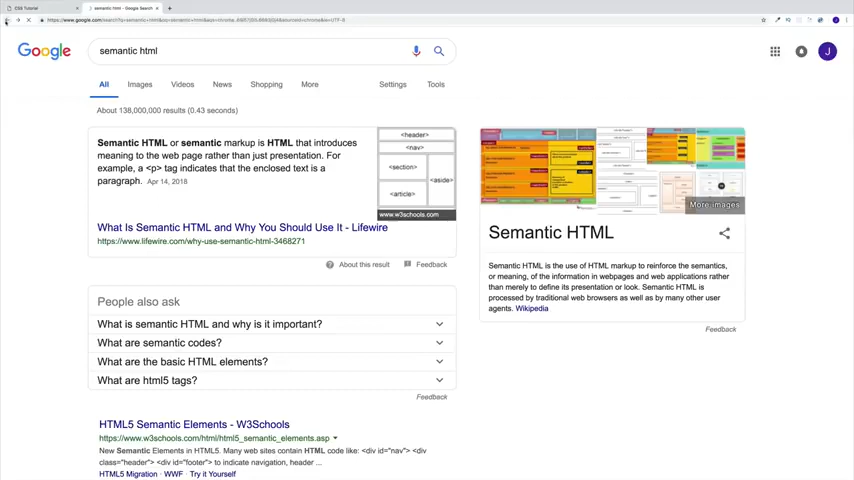 CSS Tutorial
semantic html - Google Search
Google
semantic html
J
All
Images
Videos
News
Shopping
More
Settings
Tools
About 138,000,000 results (0.43 seconds)
Semantic HTML or semantic markup is HTML that introduces
meaning to the web page rather than just presentation. For
example, a <p> tag indicates that the enclosed text is a
paragraph. Apr 14, 2018
<header>
<nav>
<section>
<aside>
<article>
www.w3schools.com
What Is Semantic HTML and Why You Should Use It - Lifewire
https://www.lifewire.com/why-use-semantic-html-3468271
About this result
Feedback
People also ask
What is semantic HTML and why is it important?
What are semantic codes?
What are the basic HTML elements?
What are html5 tags?
Feedback
HTML5 Semantic Elements - W3Schools
https://www.w3schools.com/html/html5_semantic_elements.asp
New Semantic Elements in HTML5. Many web sites contain HTML code like: <div id="nav"> <div
class="header"> <div id="footer"> to indicate navigation, header ...
HTML5 Migration · WWF · Try it Yourself
More images
Semantic HTML
Semantic HTML is the use of HTML markup to reinforce the semantics,
or meaning, of the information in webpages and web applications rather
than merely to define its presentation or look. Semantic HTML is
processed by traditional web browsers as well as by many other user
agents. Wikipedia
Feedback